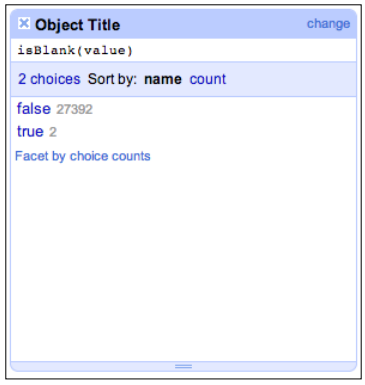 Object Title change
isBlank(value)
2 choices Sort by: name count
false 27392
true 2
Facet by choice counts